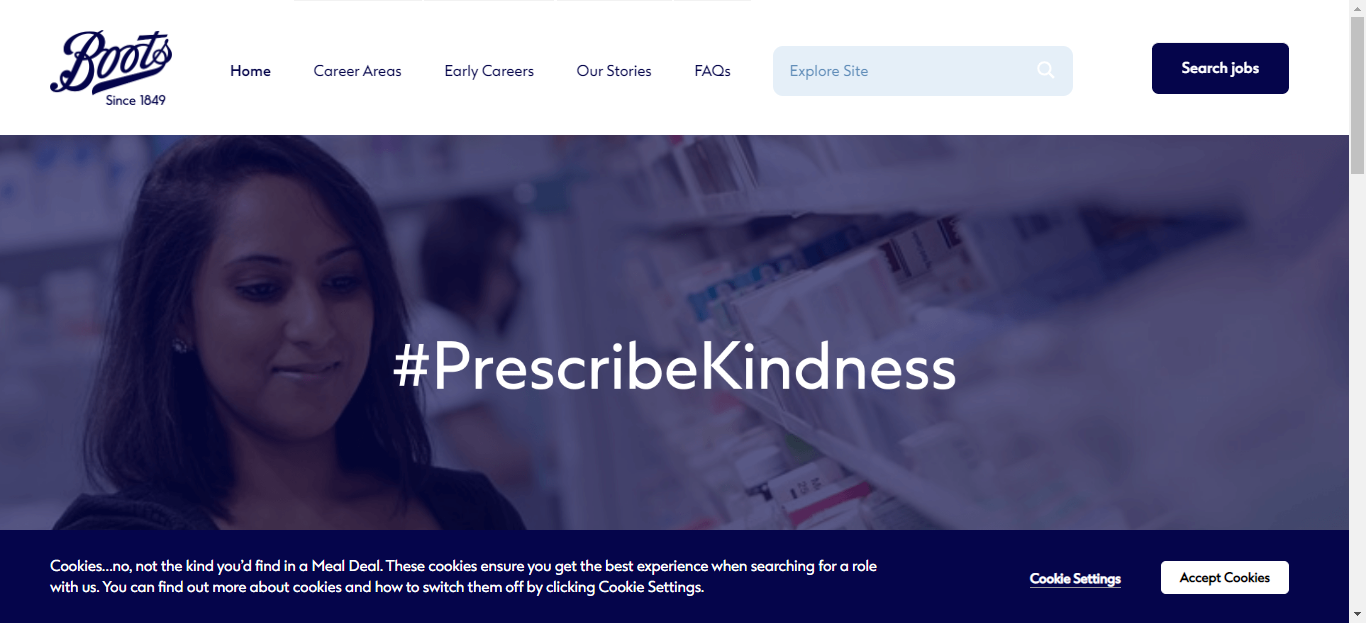 Boots
Since 1849
Home
Career Areas
Early Careers
Our Stories
FAQs
Explore Site
Search jobs
#PrescribeKindness
Cookies...no, not the kind you'd find in a Meal Deal. These cookies ensure you get the best experience when searching for a role
with us. You can find out more about cookies and how to switch them off by clicking Cookie Settings.
Cookie Settings
Accept Cookies